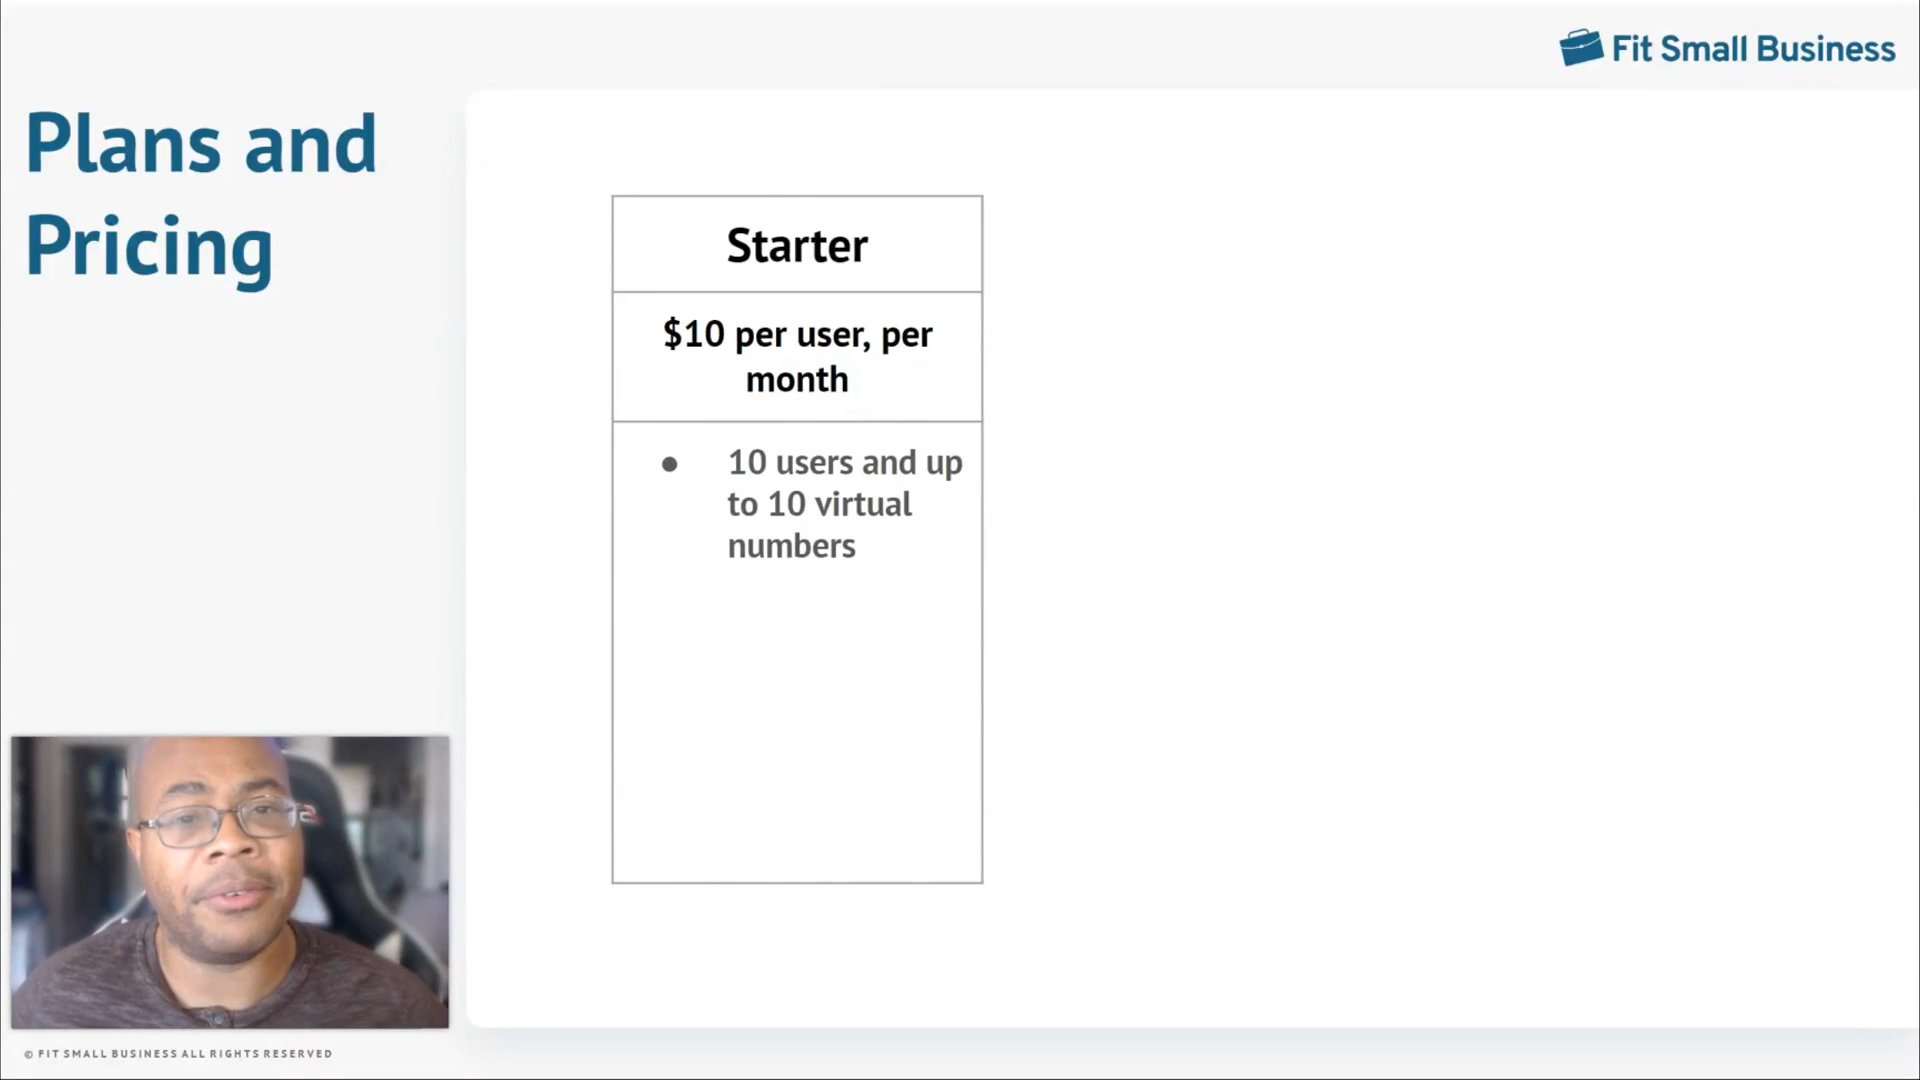 Fit Small Business
Plans and
Pricing
Starter
$10 per user, per
month
● 10 users and up
to 10 virtual
numbers
© FIT SMALL BUSINESS ALL RIGHTS RESERVED